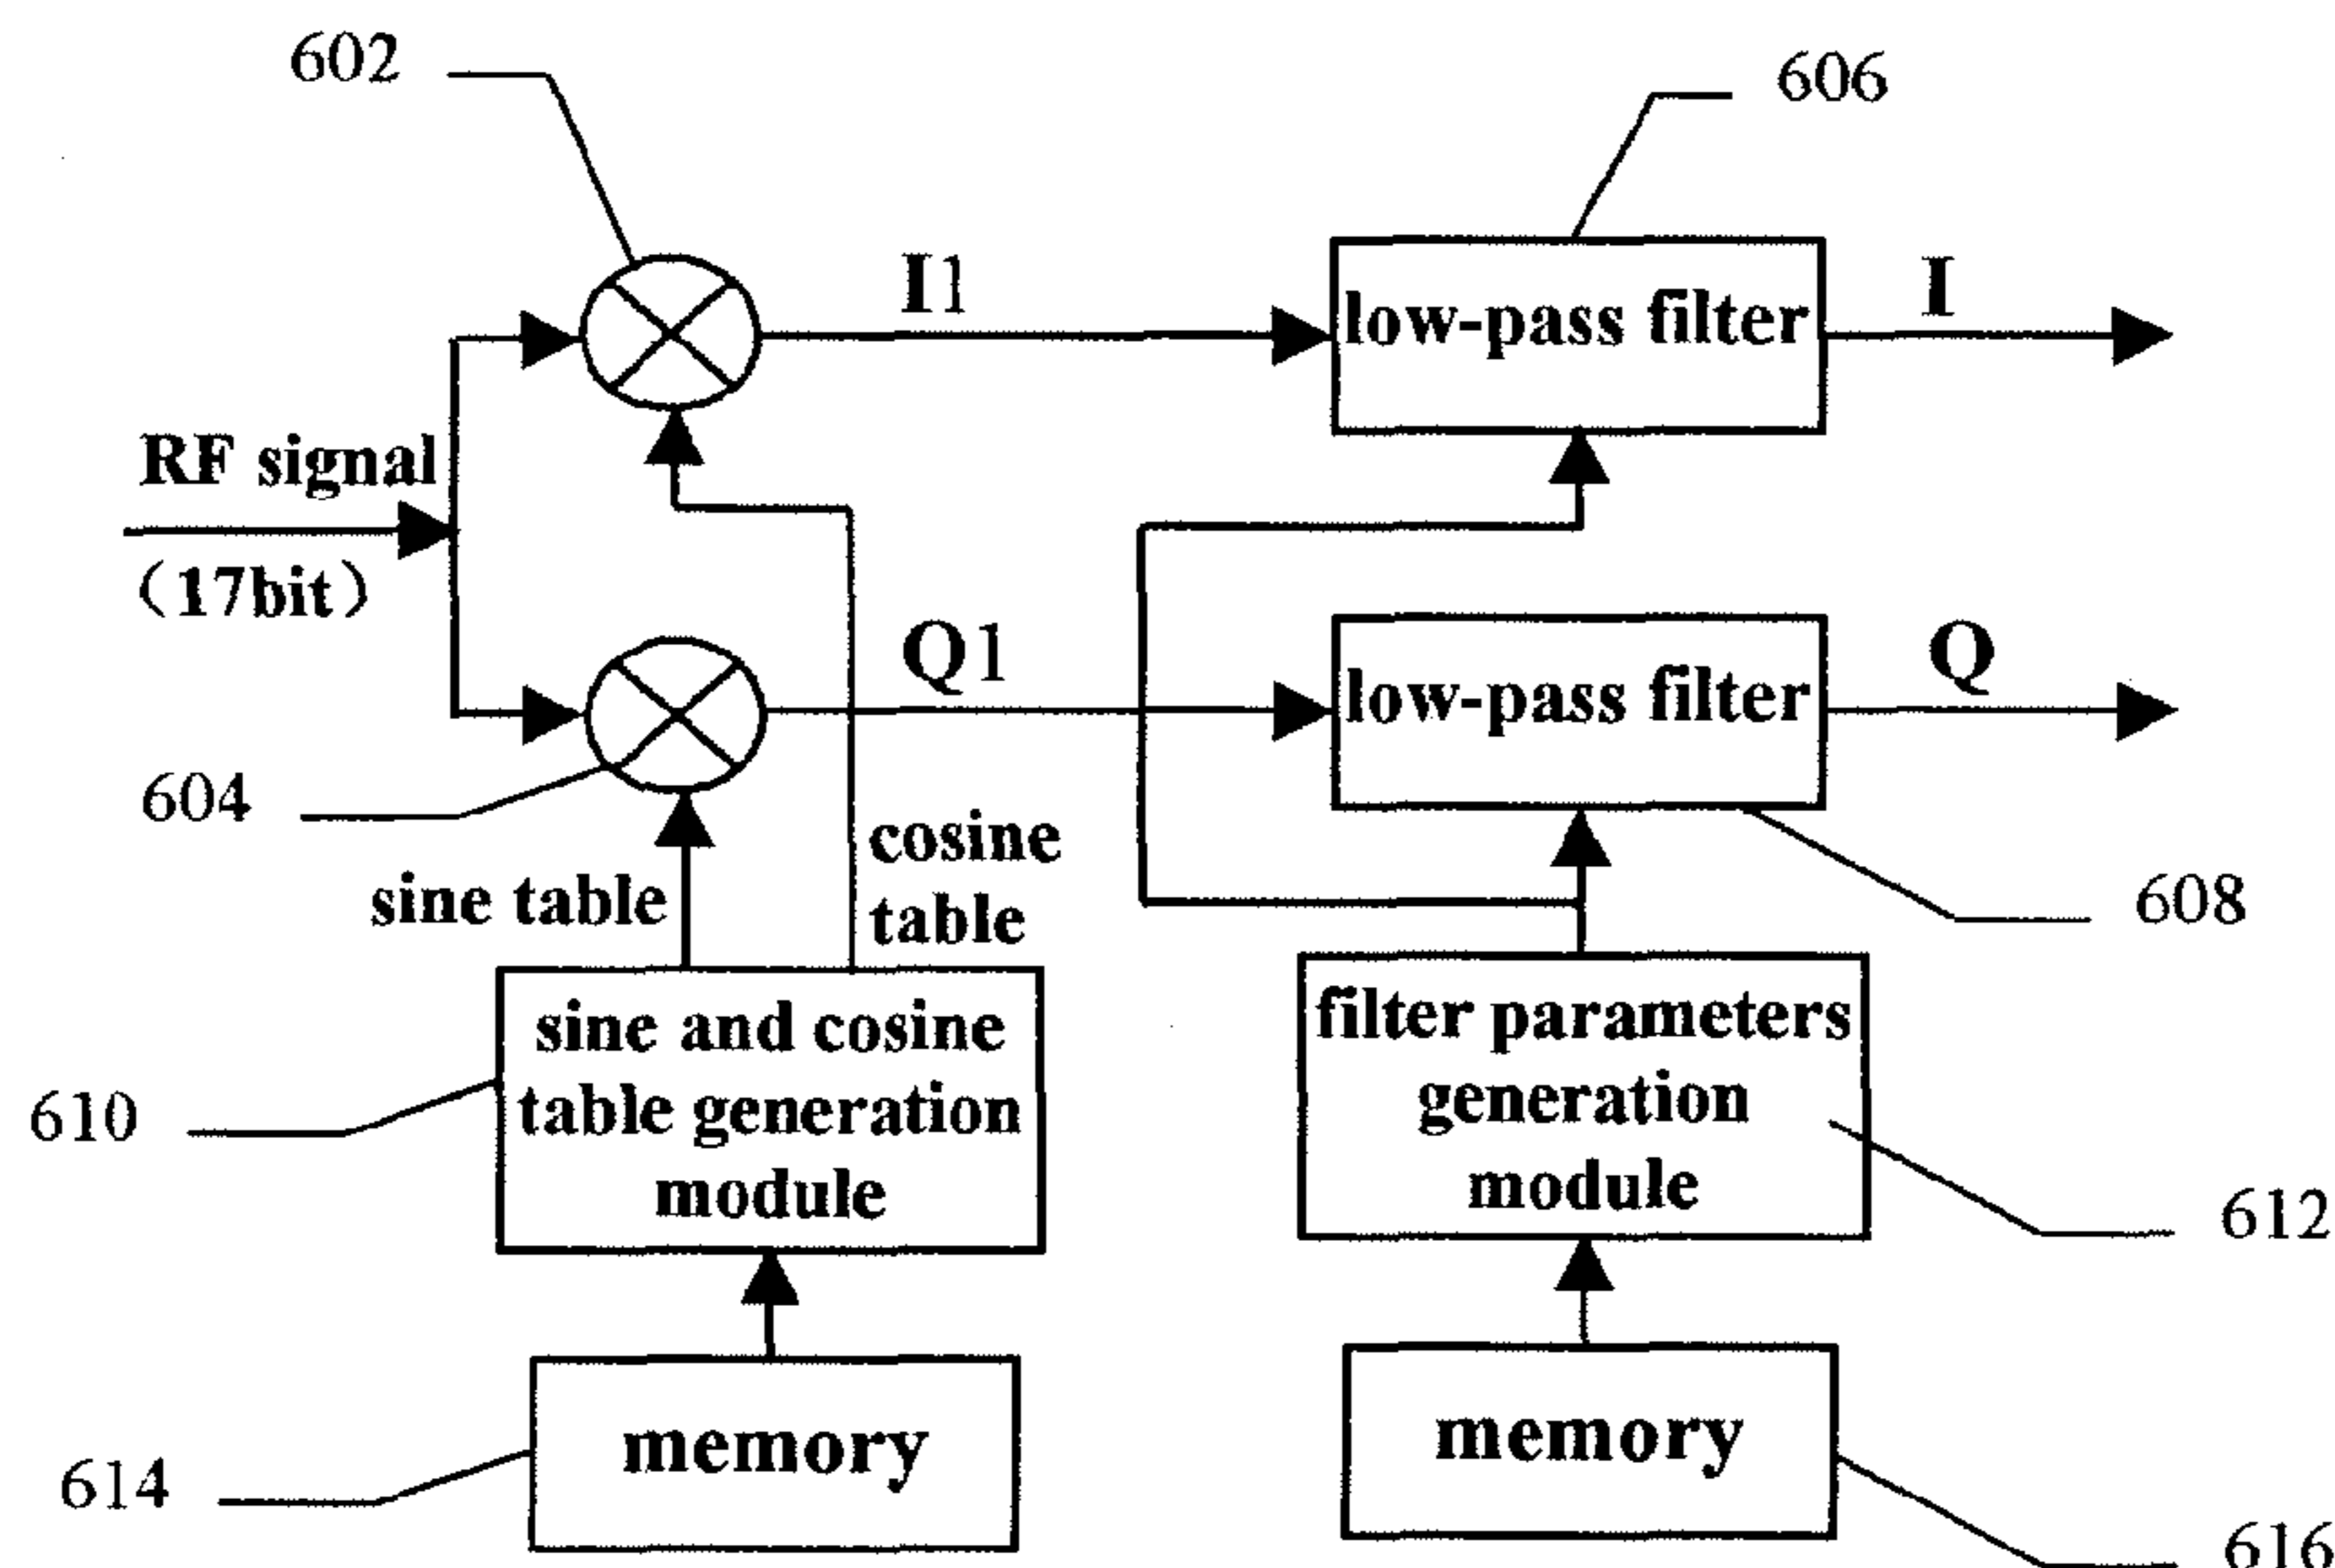 602
606
I1
I
low-pass filter
RF signal
(17bit)
Q1
Q
low-pass filter
604
sine table
cosine
table
608
sine and cosine
table generation
module
filter parameters
generation
module
610
612
memory
memory
614
616